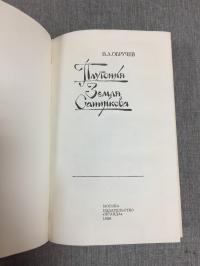 В.А.ОБРУЧЕВ
Плутония
Земля
Санникова
МОСКВА
ИЗДАТЕЛЬСТВО
«ПРАВДА»